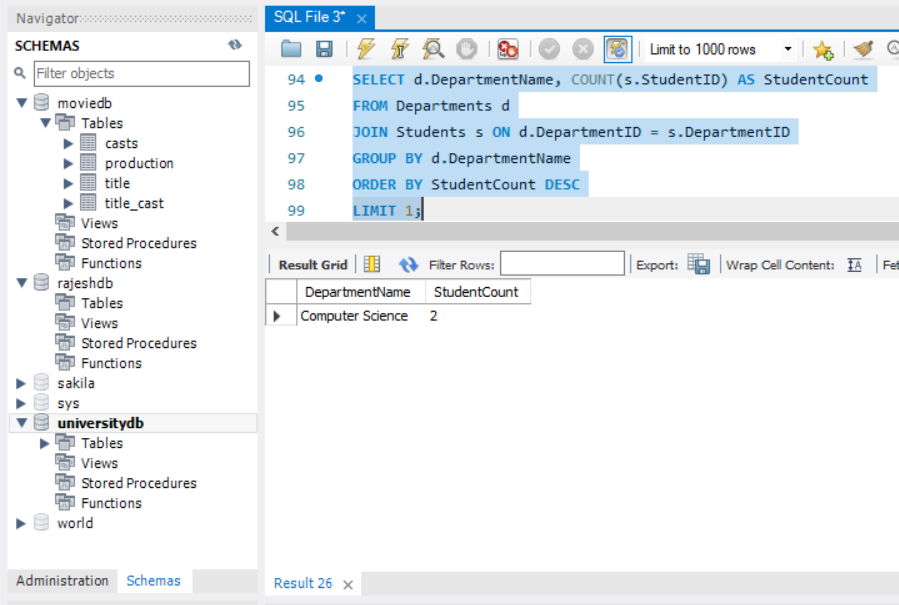 Navigator
SCHEMAS
Filter objects
moviedb
Tables
casts
production
title
title_cast
Views
Stored Procedures
Functions
rajeshdb
Tables
Views
Stored Procedures
Functions
sakila
sys
universitydb
Tables
Views
Stored Procedures
Functions
world
Administration Schemas
SQL File 3*
Limit to 1000 rows
94 SELECT d.DepartmentName, COUNT(s.StudentID) AS StudentCount
95 FROM Departments d
96 JOIN Students s ON d.DepartmentID = s.DepartmentID
97 GROUP BY d.DepartmentName
98 ORDER BY StudentCount DESC
99 LIMIT 1;
Result Grid Filter Rows: Export: Wrap Cell Content: Fet
DepartmentName StudentCount
Computer Science 2
Result 26